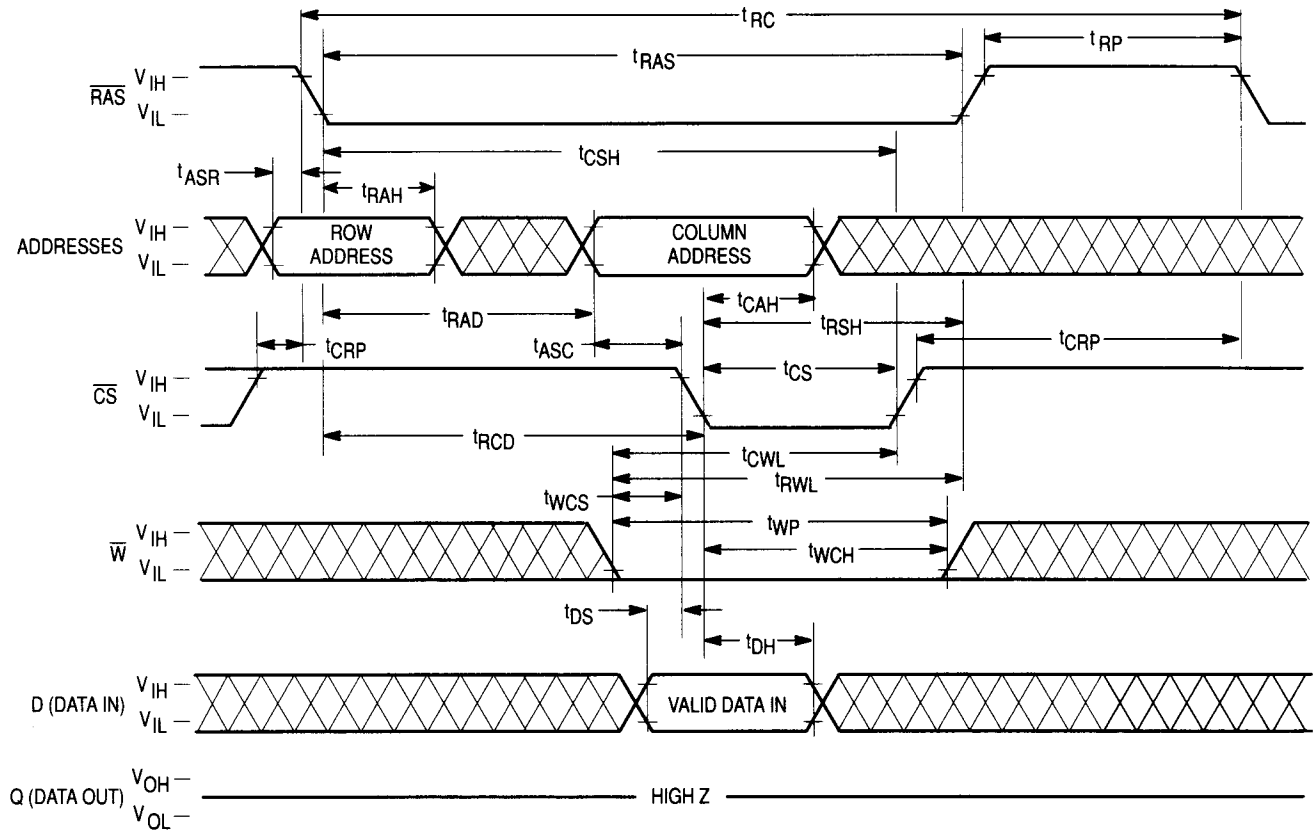 tRC
tRP
tRAS
RAS
VIH
VIL
tCSH
tASR
tRAH
ADDRESSES
VIH
VIL
ROW
ADDRESS
COLUMN
ADDRESS
tCAH
tRAD
tRSH
tCRP
tASC
tCRP
tCS
CS
VIH
VIL
tRCD
tCWL
tRWL
tWCS
tWP
W
VIH
VIL
tWCH
tDS
tDH
D (DATA IN)
VIH
VIL
VALID DATA IN
Q (DATA OUT)
VOH
VOL
HIGH Z